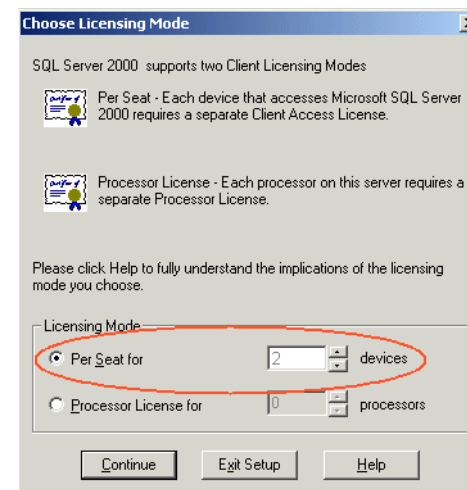 Choose Licensing Mode
SQL Server 2000 supports two Client Licensing Modes
Per Seat - Each device that accesses Microsoft SQL Server
2000 requires a separate Client Access License.
Processor License - Each processor on this server requires a
separate Processor License.
Please click Help to fully understand the implications of the licensing
mode you choose.
Licensing Mode
Per Seat for 2 devices
Processor License for 0 processors
Continue Exit Setup Help